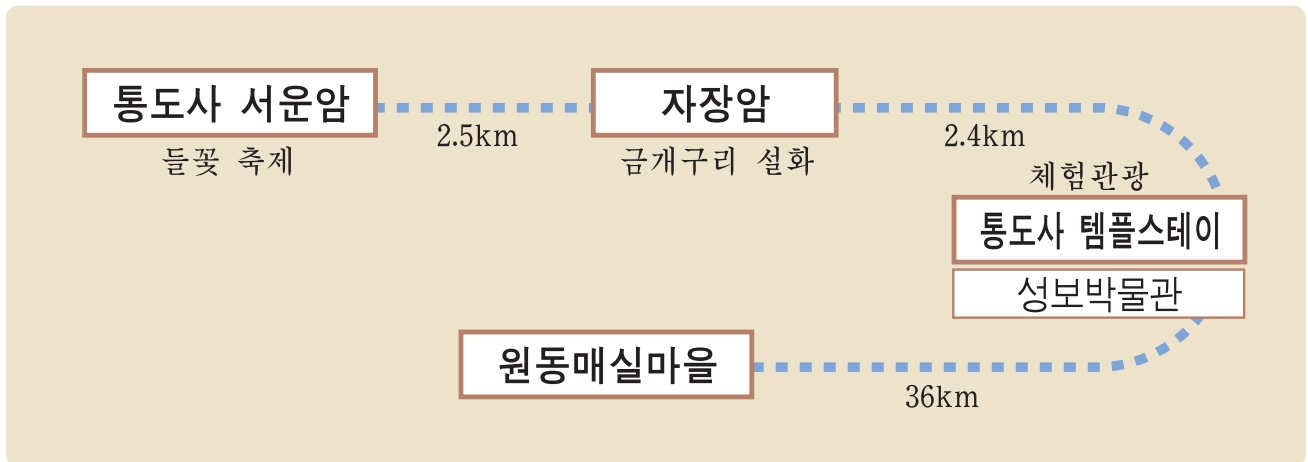 통도사 서운암
2.5km
들꽃 축제
자장암
금개구리 설화
2.4km
체험관광
통도사 템플스테이
성보박물관
36km
원동매실마을